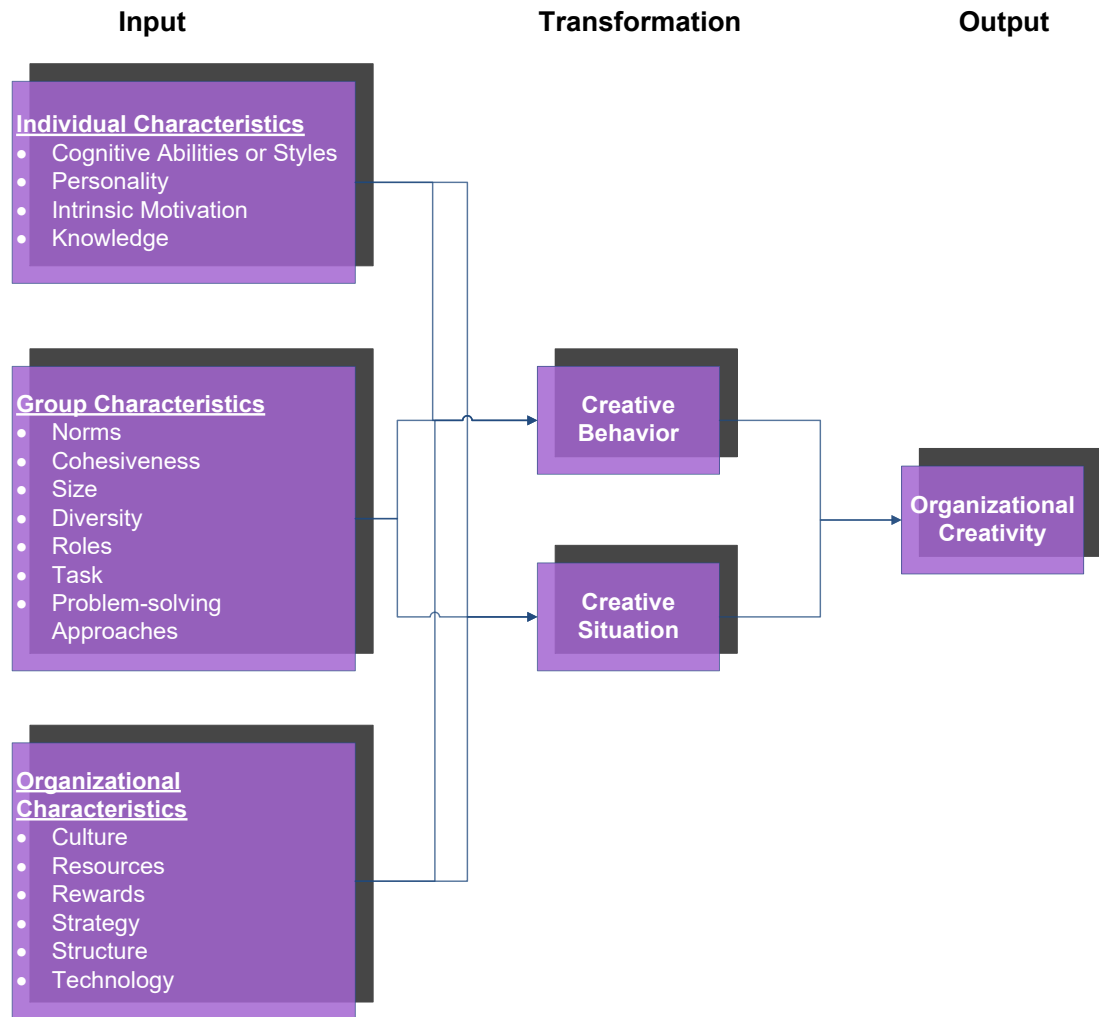 Input
Transformation
Output
Individual Characteristics
• Cognitive Abilities or Styles
• Personality
• Intrinsic Motivation
• Knowledge
Group Characteristics
• Norms
• Cohesiveness
• Size
• Diversity
• Roles
• Task
• Problem-solving
Approaches
Organizational
Characteristics
• Culture
• Resources
• Rewards
• Strategy
• Structure
• Technology
Creative
Behavior
Creative
Situation
Organizational
Creativity